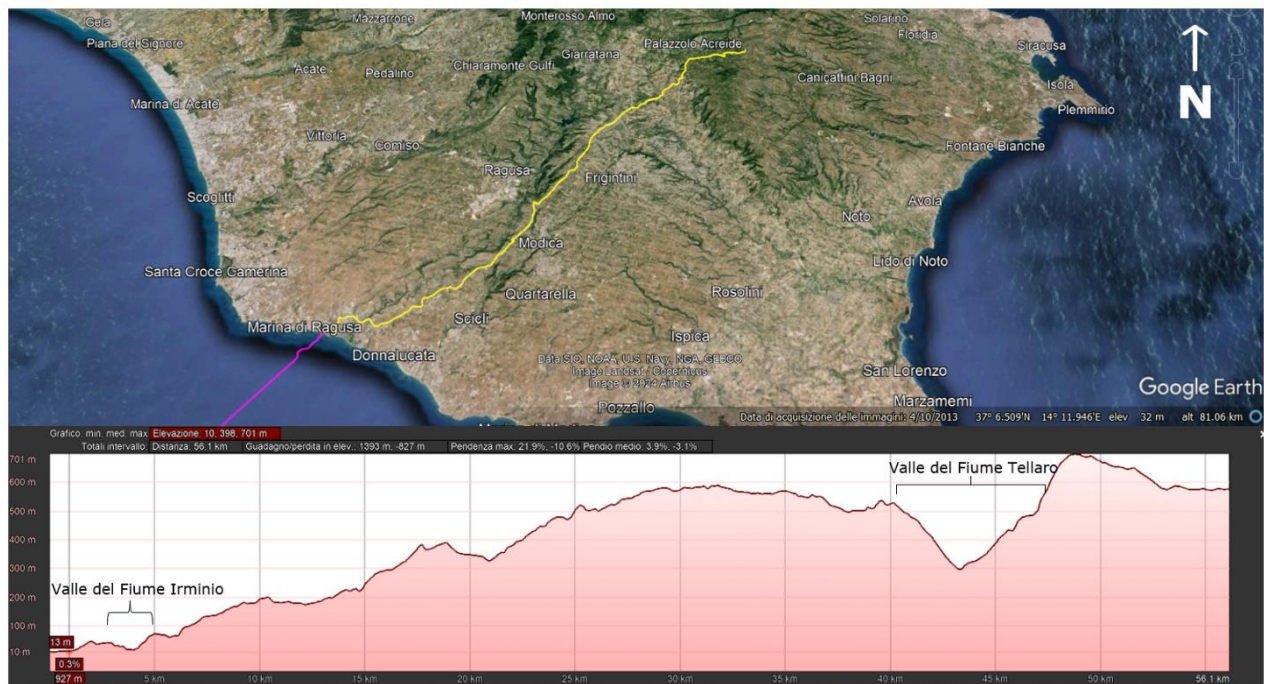 Gela
Mazzarrone
Monterosso Almo
Solarino
Piana del Signore
Giarratana
Palazzolo Acreide
Floridia
Siracusa
Acate
Pedalino
Chiaramonte Gulfi
Canicattini Bagni
Isola
Marina di Acate
Plemmirio
N
Vittoria
Comiso
Fontane Bianche
Ragusa
Frigintini
Scoglitti
Avola
Noto
Modica
Santa Croce Camerina
Lido di Noto
Quartarella
Rosolini
Marina di Ragusa
Scicli
Ispica
Donnalucata
Data SIO, NOAA, U.S. Navy, NGA, GEBCO
Image Landsat / Copernicus
Image © 2024 Airbus
San Lorenzo
Google Earth
Pozzallo
Marzamemi
Data di acquisizione delle immagini: 4/10/2013 37° 6.509'N 14° 11.946'E elev 32 m alt 81.06 km
Grafico: min. med. max. Elevazione: 10, 398, 701 m
Totali intervallo: Distanza: 56.1 km Guadagno/perdita in elev.: 1393 m, -827 m Pendenza max. 21.9%, -10.6% Pendio medio: 3.9%, -3.1%
701 m
600 m
500 m
400 m
300 m
200 m
100 m
10 m
Valle del Fiume Tellaro
Valle del Fiume Irminio
13 m
0.3%
927 m 5 km 10 km 15 km 20 km 25 km 30 km 35 km 40 km 45 km 50 km 56.1 km